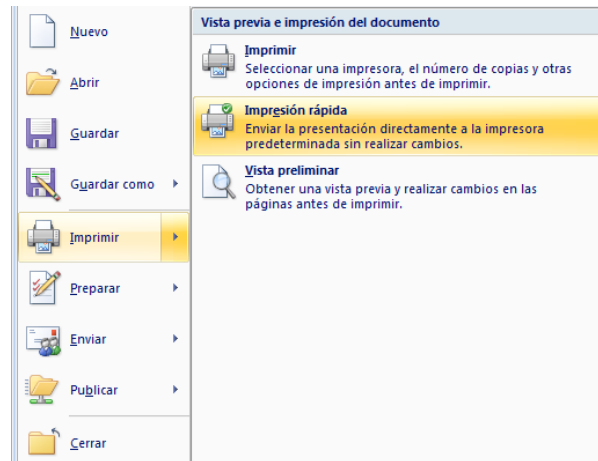 Nuevo
Abrir
Guardar
Guardar como
Imprimir
Preparar
Enviar
Publicar
Cerrar
Vista previa e impresión del documento
Imprimir
Seleccionar una impresora, el número de copias y otras
opciones de impresión antes de imprimir.
Impresión rápida
Enviar la presentación directamente a la impresora
predeterminada sin realizar cambios.
Vista preliminar
Obtener una vista previa y realizar cambios en las
páginas antes de imprimir.